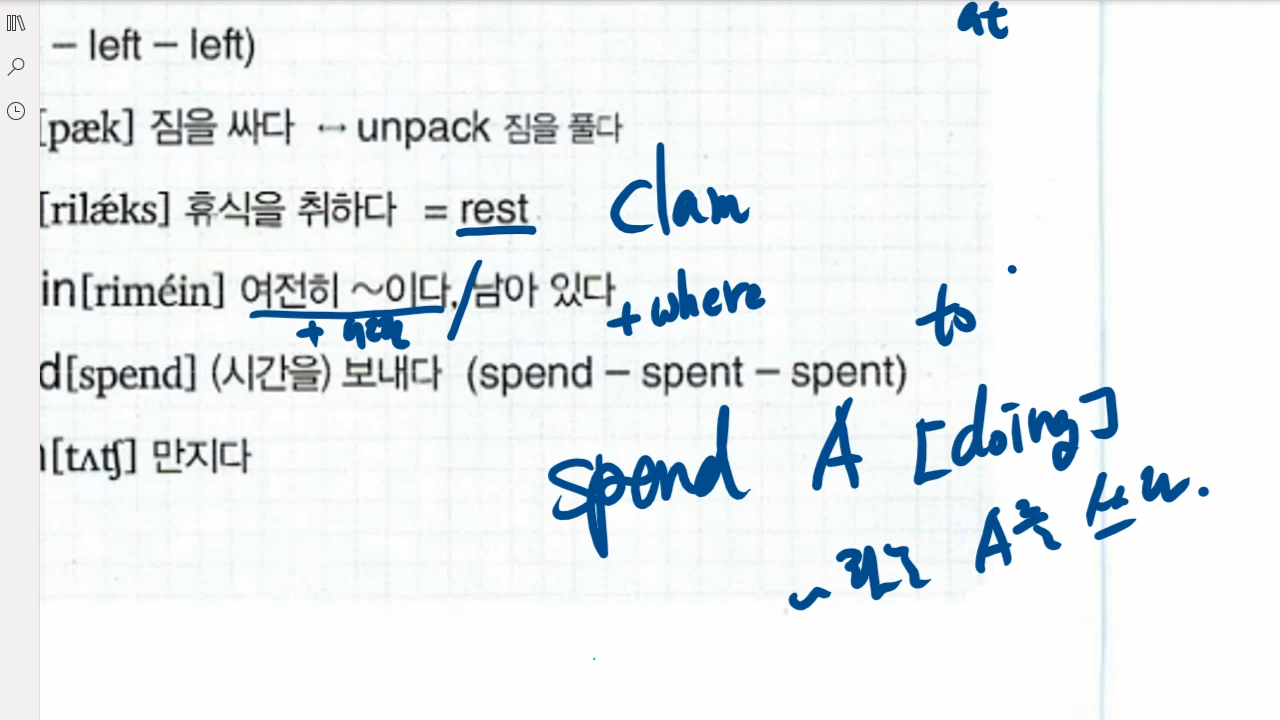 at
– left – left)
[pæk] 짐을 싸다 ↔ unpack 짐을 풀다
[rilǽks] 휴식을 취하다 = rest clam
in[riméin] 여전히 ~이다, / 남아 있다 + where
+ to
d[spend] (시간을) 보내다 (spend – spent – spent)
[tʌtʃ] 만지다
spend A [doing]
A을 쓰다.